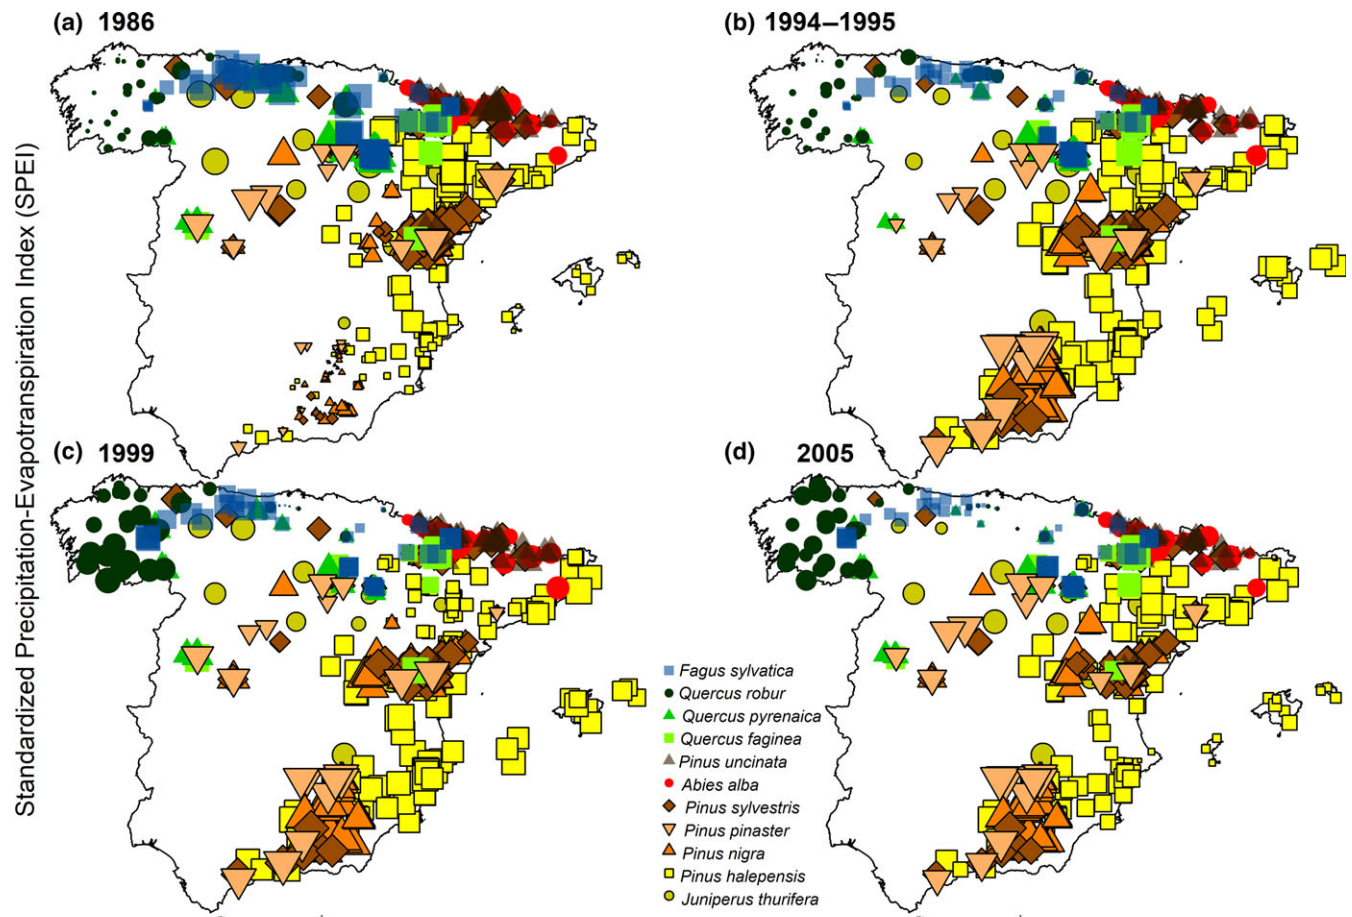 (a) 1986
(b) 1994–1995
Standardized Precipitation-Evapotranspiration Index (SPEI)
(c) 1999
(d) 2005
Fagus sylvatica
Quercus robur
Quercus pyrenaica
Quercus faginea
Pinus uncinata
Abies alba
Pinus sylvestris
Pinus pinaster
Pinus nigra
Pinus halepensis
Juniperus thurifera